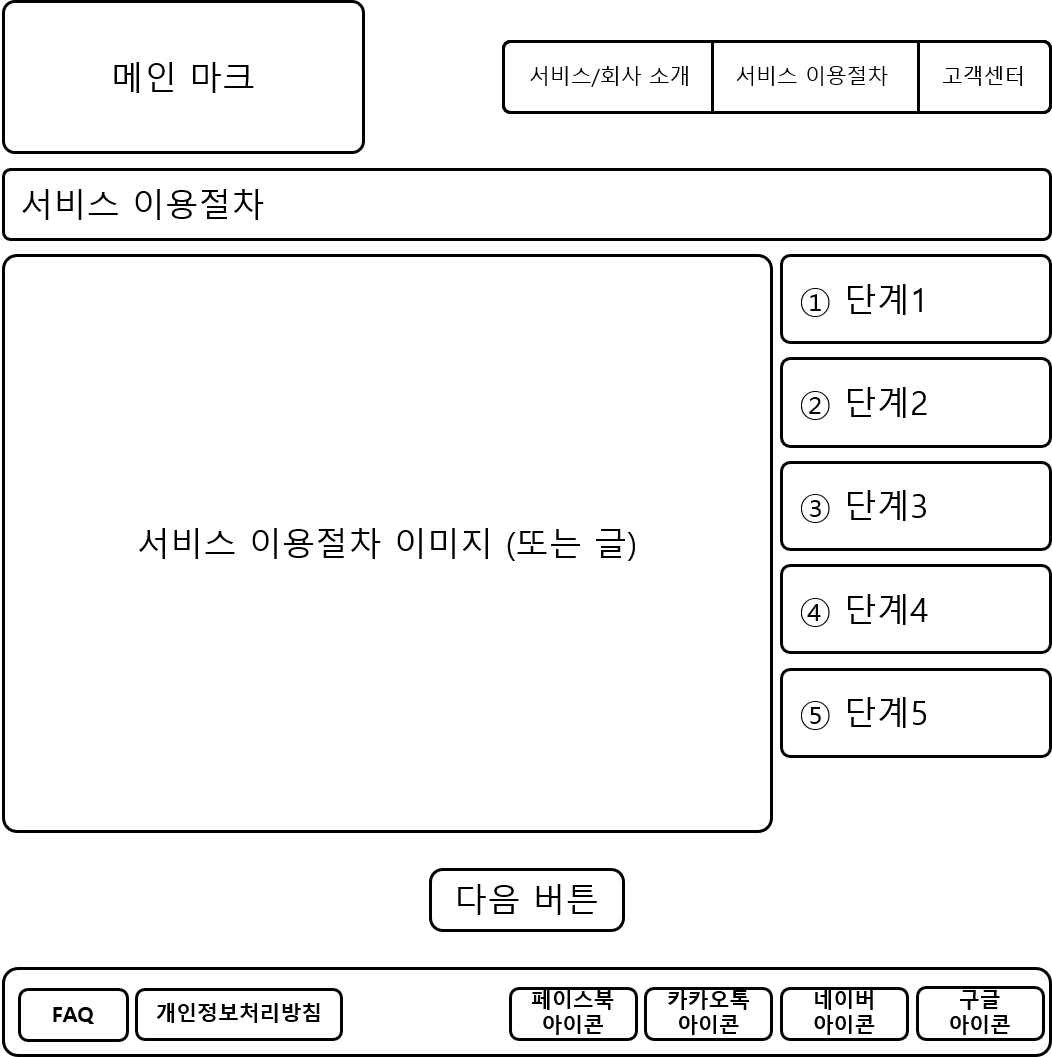 메인 마크
서비스/회사 소개
서비스 이용절차
고객센터
서비스 이용절차
서비스 이용절차 이미지 (또는 글)
① 단계1
② 단계2
③ 단계3
④ 단계4
⑤ 단계5
다음 버튼
FAQ
개인정보처리방침
페이스북
아이콘
카카오톡
아이콘
네이버
아이콘
구글
아이콘